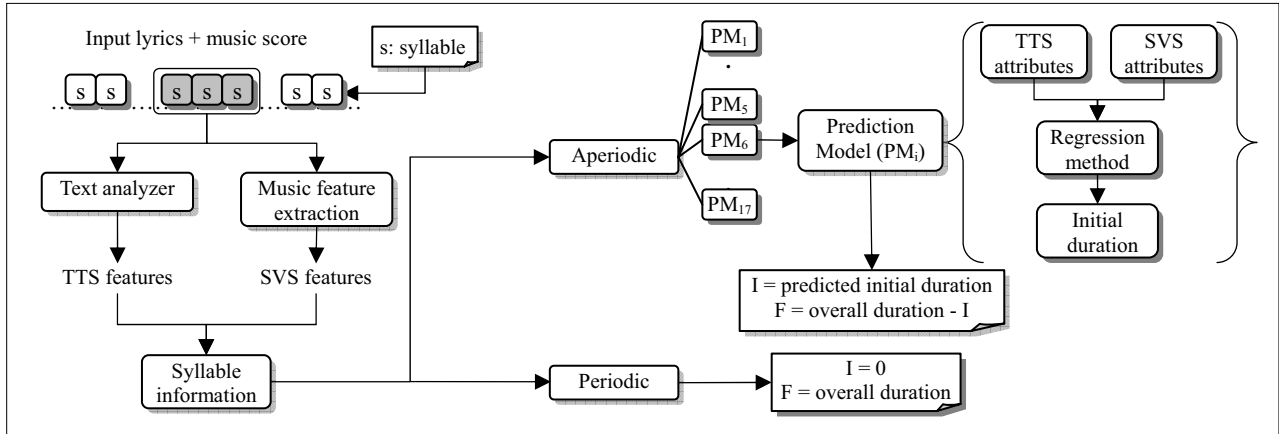 Input lyrics + music score
s: syllable
s s s s s s s
Text analyzer
Music feature
extraction
TTS features
SVS features
Syllable
information
Aperiodic
PM1
PM5
PM6
PM17
Prediction
Model (PMi)
TTS
attributes
SVS
attributes
Regression
method
Initial
duration
I = predicted initial duration
F = overall duration - I
Periodic
I = 0
F = overall duration